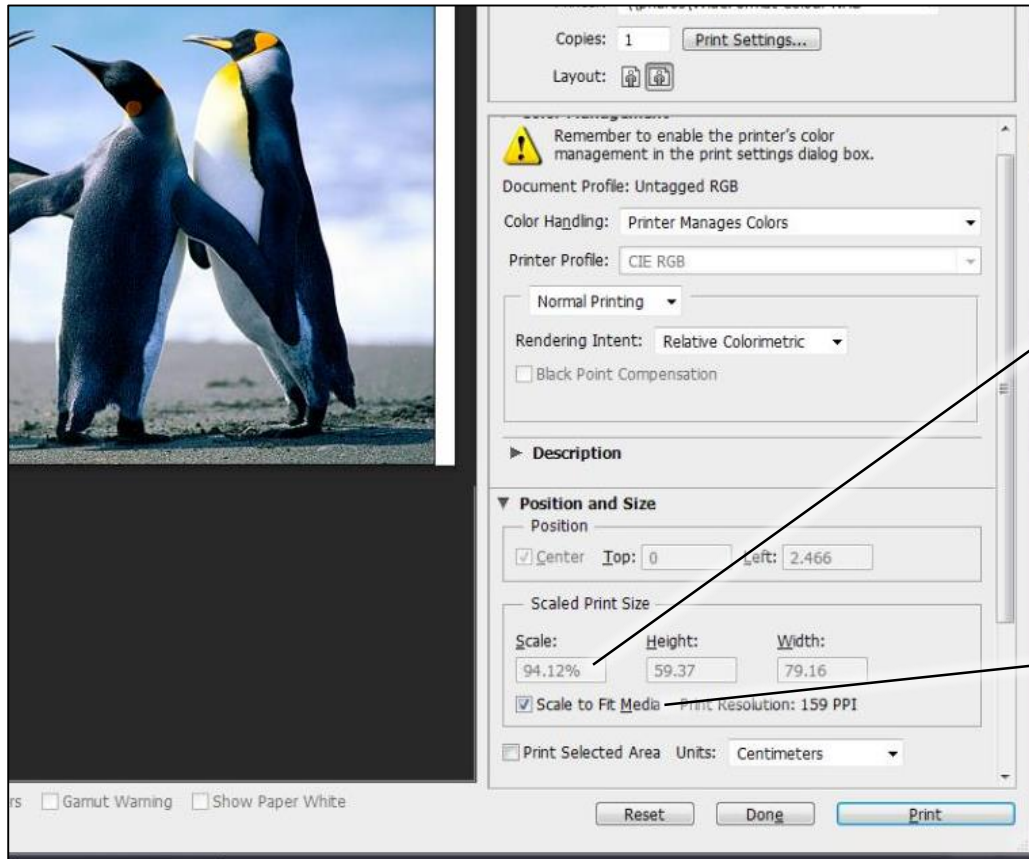 Copies: 1 Print Settings...
Layout:
Remember to enable the printer's color
management in the print settings dialog box.
Document Profile: Untagged RGB
Color Handling: Printer Manages Colors
Printer Profile: CIE RGB
Normal Printing
Rendering Intent: Relative Colorimetric
Black Point Compensation
Description
Position and Size
Position
Center Top: 0 Left: 2.466
Scaled Print Size
Scale: Height: Width:
94.12% 59.37 79.16
Scale to Fit Media Print Resolution: 159 PPI
Print Selected Area Units: Centimeters
Gamut Warning Show Paper White
Reset Done Print